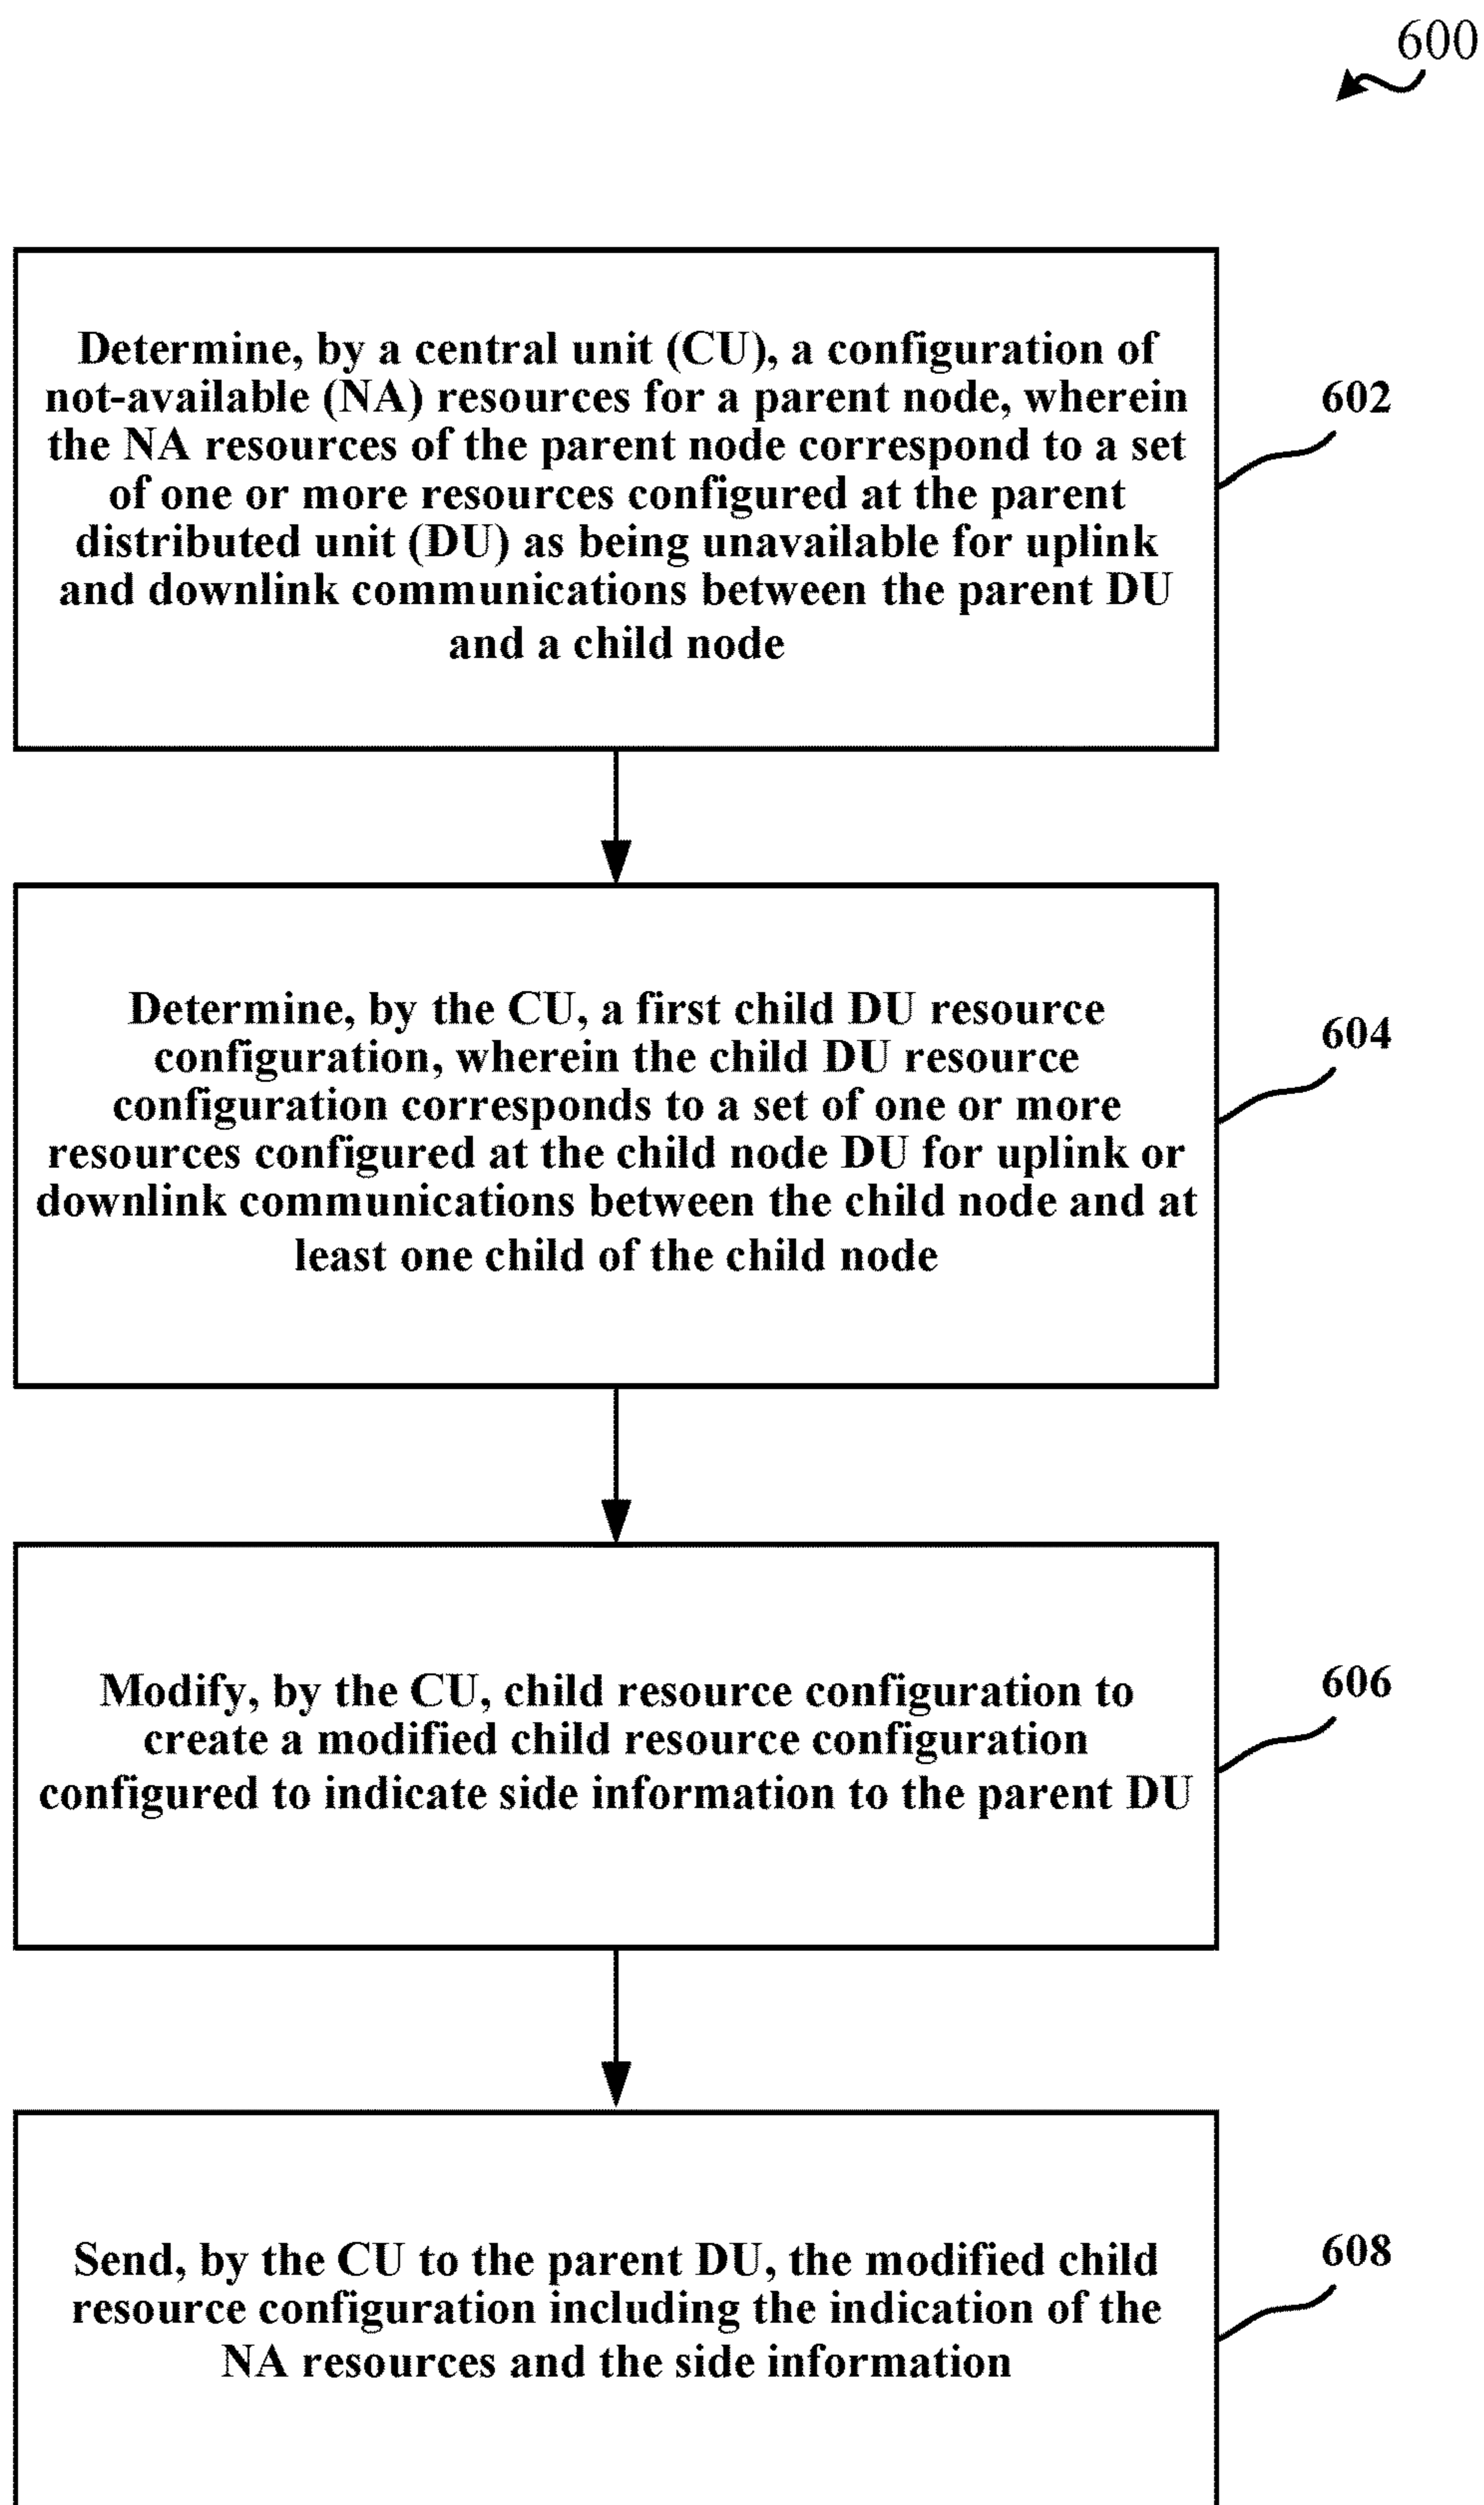 600
Determine, by a central unit (CU), a configuration of
not-available (NA) resources for a parent node, wherein
the NA resources of the parent node correspond to a set
of one or more resources configured at the parent
distributed unit (DU) as being unavailable for uplink
and downlink communications between the parent DU
and a child node
602
Determine, by the CU, a first child DU resource
configuration, wherein the child DU resource
configuration corresponds to a set of one or more
resources configured at the child node DU for uplink or
downlink communications between the child node and at
least one child of the child node
604
Modify, by the CU, child resource configuration to
create a modified child resource configuration
configured to indicate side information to the parent DU
606
Send, by the CU to the parent DU, the modified child
resource configuration including the indication of the
NA resources and the side information
608